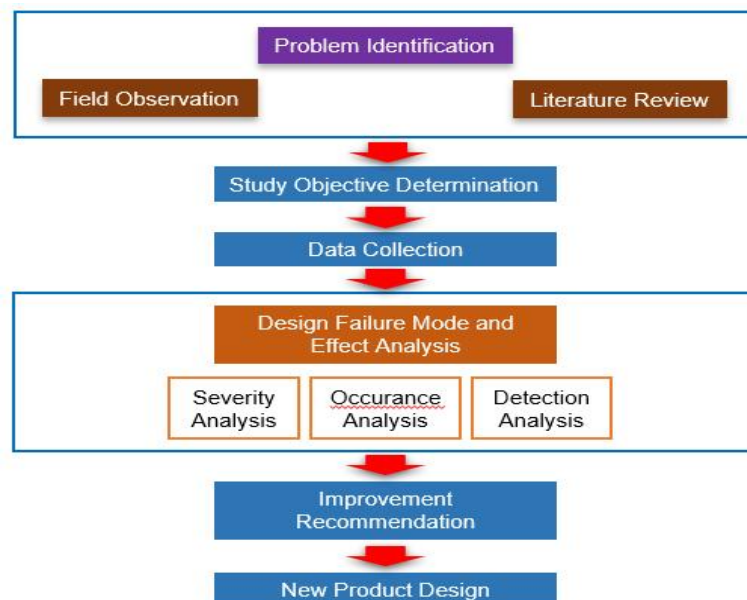 Problem Identification
Field Observation
Literature Review
Study Objective Determination
Data Collection
Design Failure Mode and
Effect Analysis
Severity
Analysis
Occurance
Analysis
Detection
Analysis
Improvement
Recommendation
New Product Design